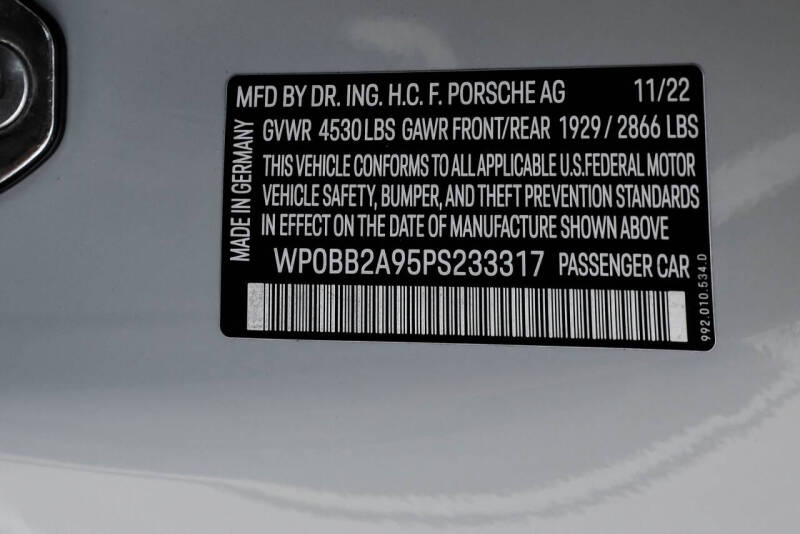 MFD BY DR. ING. H.C. F. PORSCHE AG 11/22
GVWR 4530 LBS GAWR FRONT/REAR 1929 / 2866 LBS
THIS VEHICLE CONFORMS TO ALL APPLICABLE U.S.FEDERAL MOTOR
VEHICLE SAFETY, BUMPER, AND THEFT PREVENTION STANDARDS
IN EFFECT ON THE DATE OF MANUFACTURE SHOWN ABOVE
WP0BB2A95PS233317 PASSENGER CAR
MADE IN GERMANY
992.010.534.D